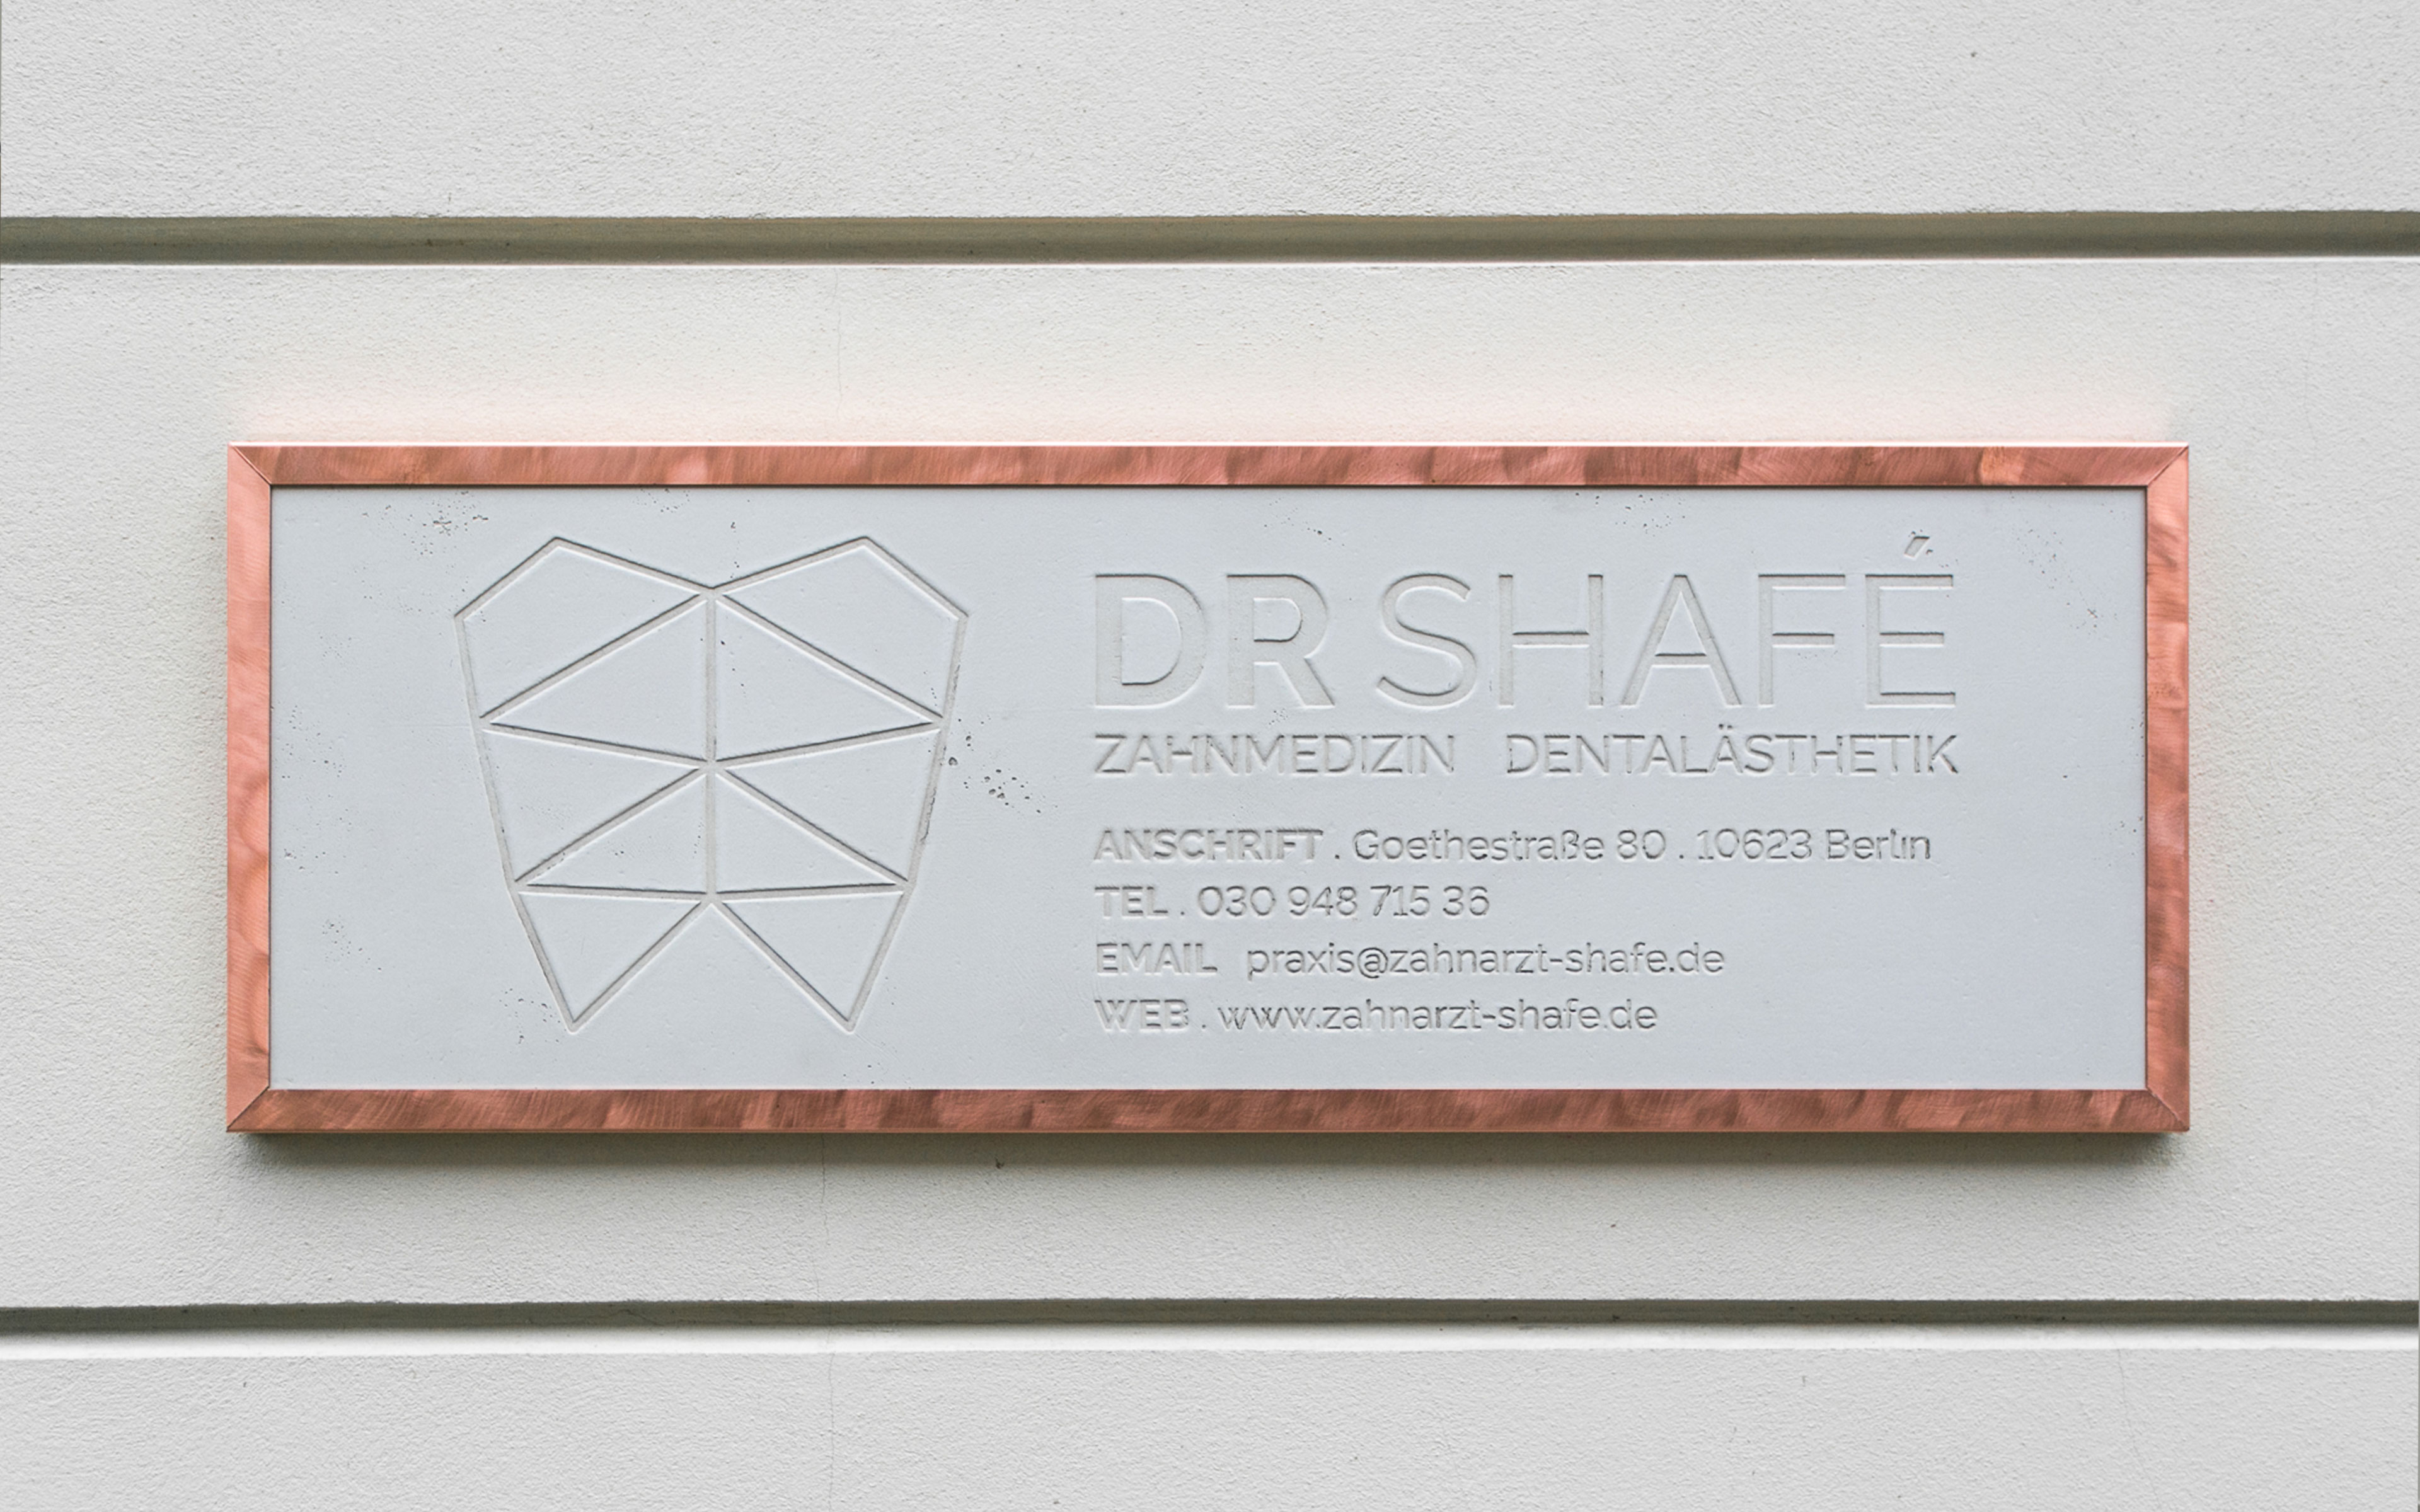 DR SHAFÉ
ZAHNMEDIZIN DENTALÄSTHETIK
ANSCHRIFT . Goethestraße 80 . 10623 Berlin
TEL . 030 948 715 36
EMAIL praxis@zahnarzt-shafe.de
WEB . www.zahnarzt-shafe.de